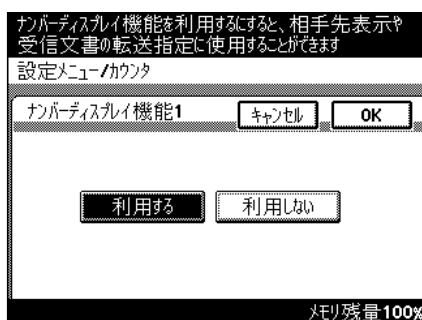 ナンバーディスプレイ機能を利用するにすると、相手先表示や
受信文書の転送指定に使用することができます
設定メニュー/カウンタ
ナンバーディスプレイ機能1 キャンセル OK
利用する 利用しない
メモリ残量100%